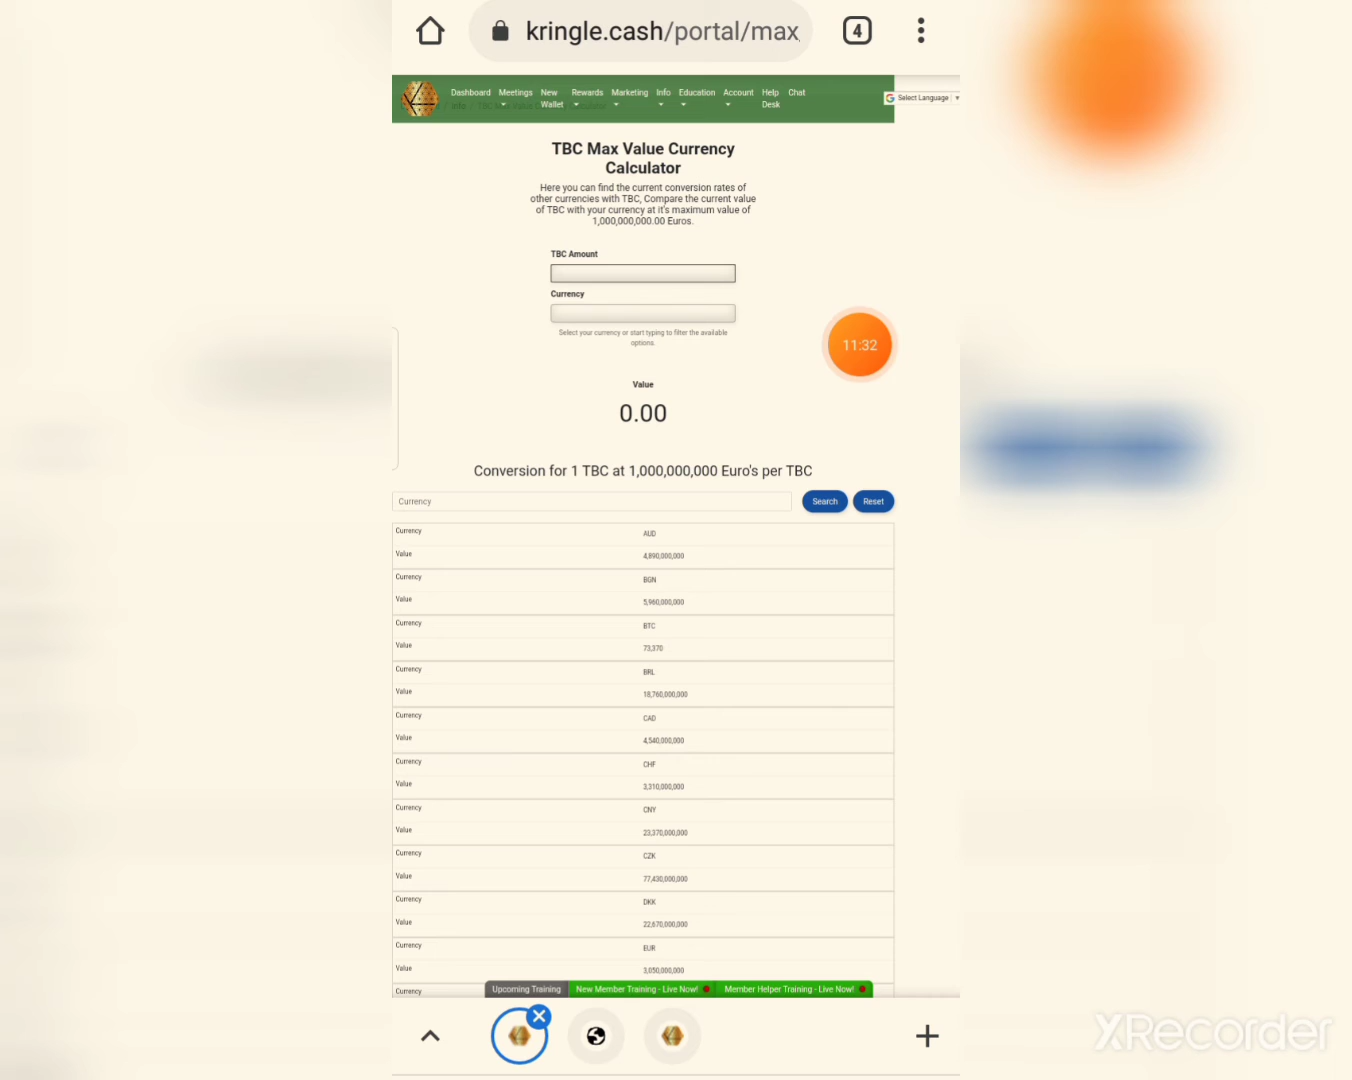 kringle.cash/portal/max
4
Dashboard Meetings New Wallet Rewards Marketing Info Education Account Help Desk Chat
Select Language
TBC Max Value Currency
Calculator
Here you can find the current conversion rates of
other currencies with TBC, Compare the current value
of TBC with your currency at it's maximum value of
1,000,000,000.00 Euros.
TBC Amount
Currency
Select your currency or start typing to filter the available
options.
11:32
Value
0.00
Conversion for 1 TBC at 1,000,000,000 Euro's per TBC
Currency Search Reset
Currency AUD
Value 4,890,000,000
Currency BGN
Value 5,960,000,000
Currency BTC
Value 73,370
Currency BRL
Value 18,760,000,000
Currency CAD
Value 4,540,000,000
Currency CHF
Value 3,310,000,000
Currency CNY
Value 23,370,000,000
Currency CZK
Value 77,430,000,000
Currency DKK
Value 22,670,000,000
Currency EUR
Value 3,050,000,000
Currency
Upcoming Training New Member Training - Live Now! Member Helper Training - Live Now!
XRecorder